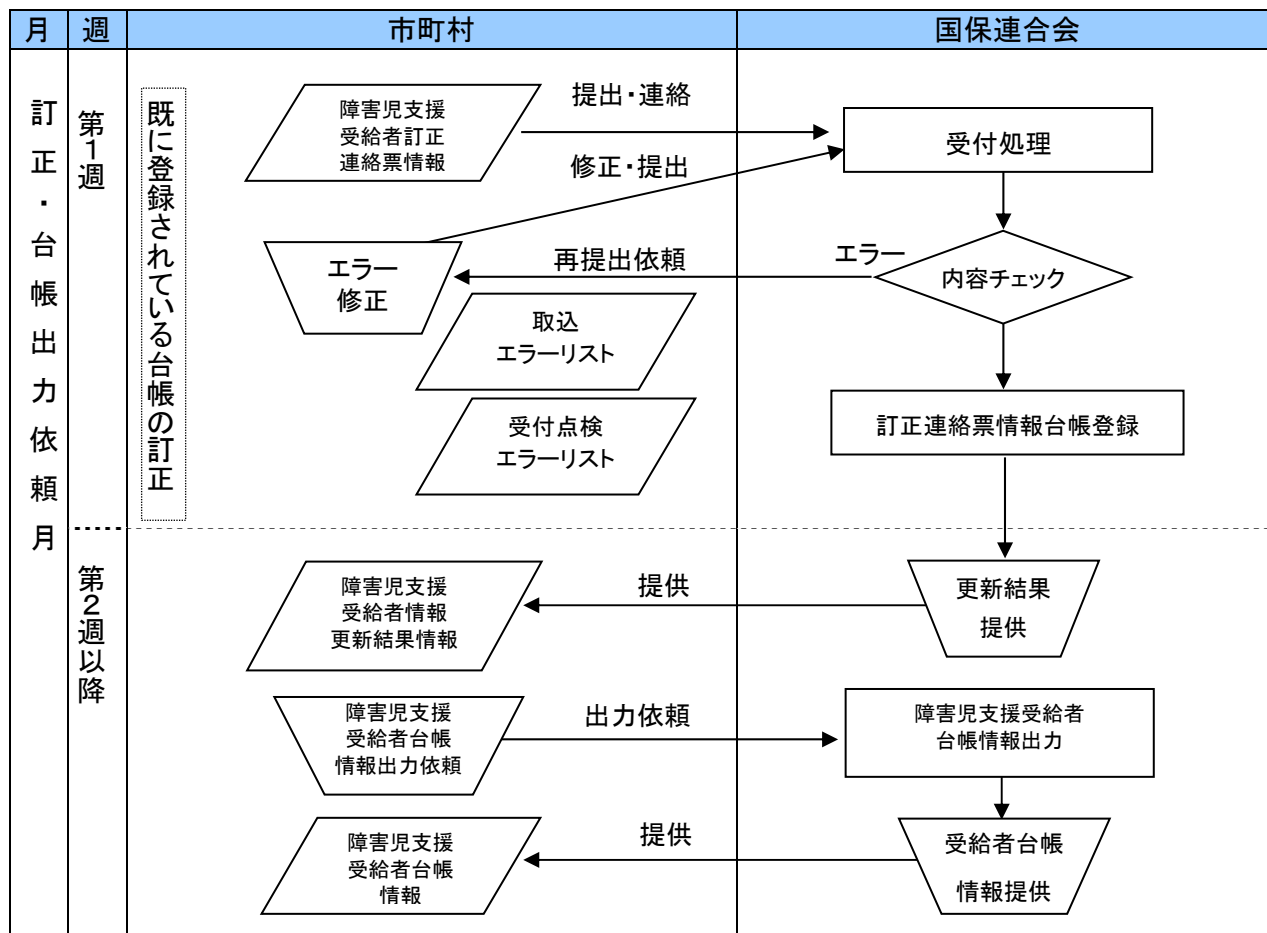 月
週
市町村
国保連合会
訂正・台帳出力依頼月
第1週
既に登録されている台帳の訂正
障害児支援
受給者訂正
連絡票情報
提出・連絡
受付処理
修正・提出
エラー
修正
再提出依頼
エラー
内容チェック
取込
エラーリスト
受付点検
エラーリスト
訂正連絡票情報台帳登録
第2週以降
障害児支援
受給者情報
更新結果情報
提供
更新結果
提供
障害児支援
受給者台帳
情報出力依頼
出力依頼
障害児支援受給者
台帳情報出力
障害児支援
受給者台帳
情報
提供
受給者台帳
情報提供